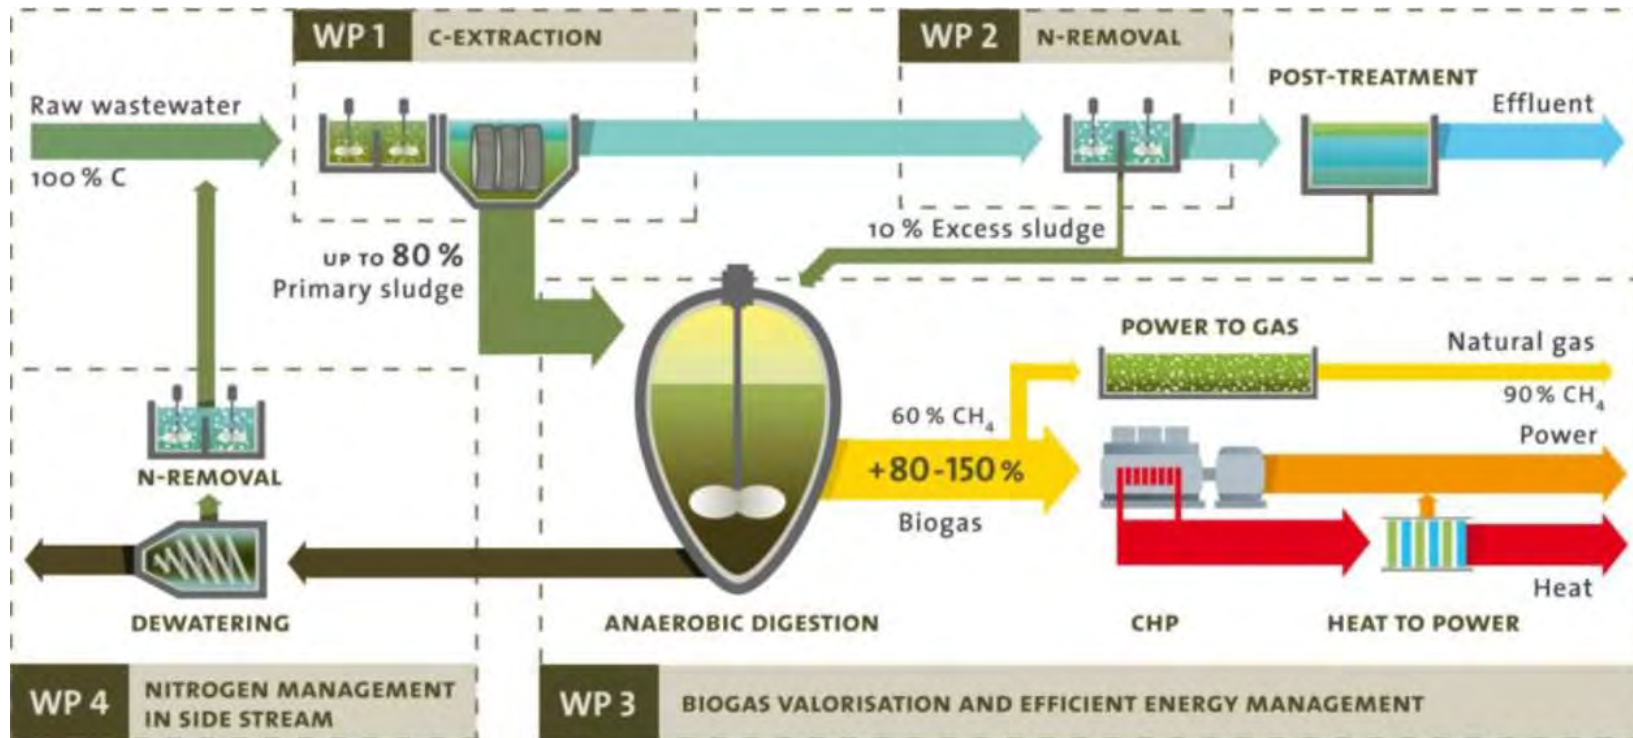 WP 1
C-EXTRACTION
WP 2
N-REMOVAL
POST-TREATMENT
Raw wastewater
100 % C
Effluent
10 % Excess sludge
UP TO 80 %
Primary sludge
POWER TO GAS
Natural gas
90 % CH4
60 % CH4
+80-150 %
Biogas
Power
Heat
N-REMOVAL
DEWATERING
ANAEROBIC DIGESTION
CHP
HEAT TO POWER
WP 4
NITROGEN MANAGEMENT
IN SIDE STREAM
WP 3
BIOGAS VALORISATION AND EFFICIENT ENERGY MANAGEMENT